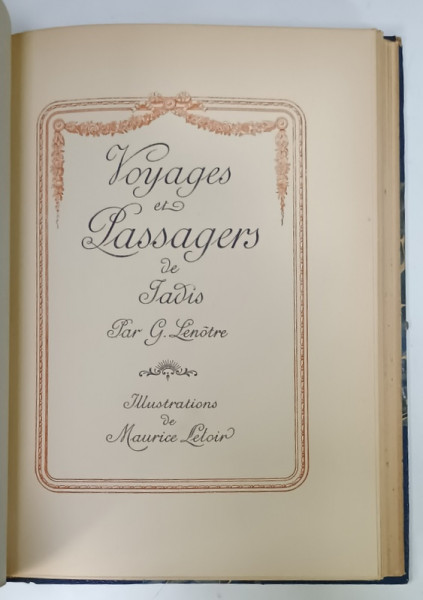 Voyages
et
Passagers
de
Jadis
Par G. Lenôtre
Illustrations
de
Maurice Leloir